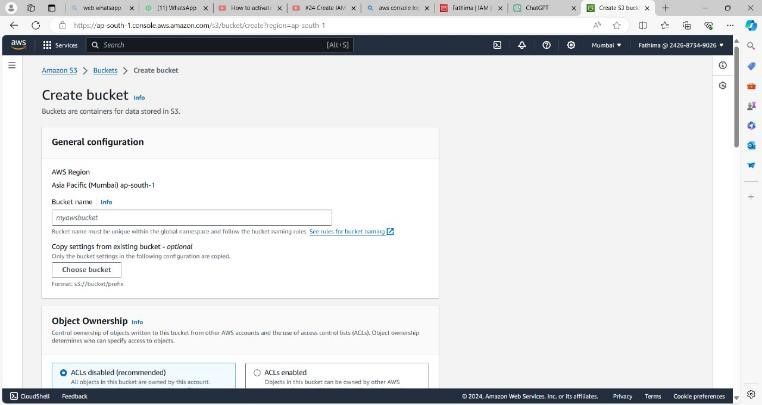 web whatsapp
(11) WhatsApp
How to activat
#24 Create IAM
aws console log
Fathima | IAM |
ChatGPT
Create S3 buck
https://ap-south-1.console.aws.amazon.com/s3/bucket/create?region=ap-south-1
aws
Services
Search
[Alt+S]
Mumbai
Fathima @ 2426-8734-9026
Amazon S3
Buckets
Create bucket
Create bucket Info
Buckets are containers for data stored in S3.
General configuration
AWS Region
Asia Pacific (Mumbai) ap-south-1
Bucket name Info
myawsbucket
Bucket name must be unique within the global namespace and follow the bucket naming rules. See rules for bucket naming
Copy settings from existing bucket - optional
Only the bucket settings in the following configuration are copied.
Choose bucket
Format: s3://bucket/prefix
Object Ownership Info
Control ownership of objects written to this bucket from other AWS accounts and the use of access control lists (ACLs). Object ownership
determines who can specify access to objects.
ACLs disabled (recommended)
All objects in this bucket are owned by this account.
ACLs enabled
Objects in this bucket can be owned by other AWS
CloudShell
Feedback
© 2024, Amazon Web Services, Inc. or its affiliates.
Privacy
Terms
Cookie preferences